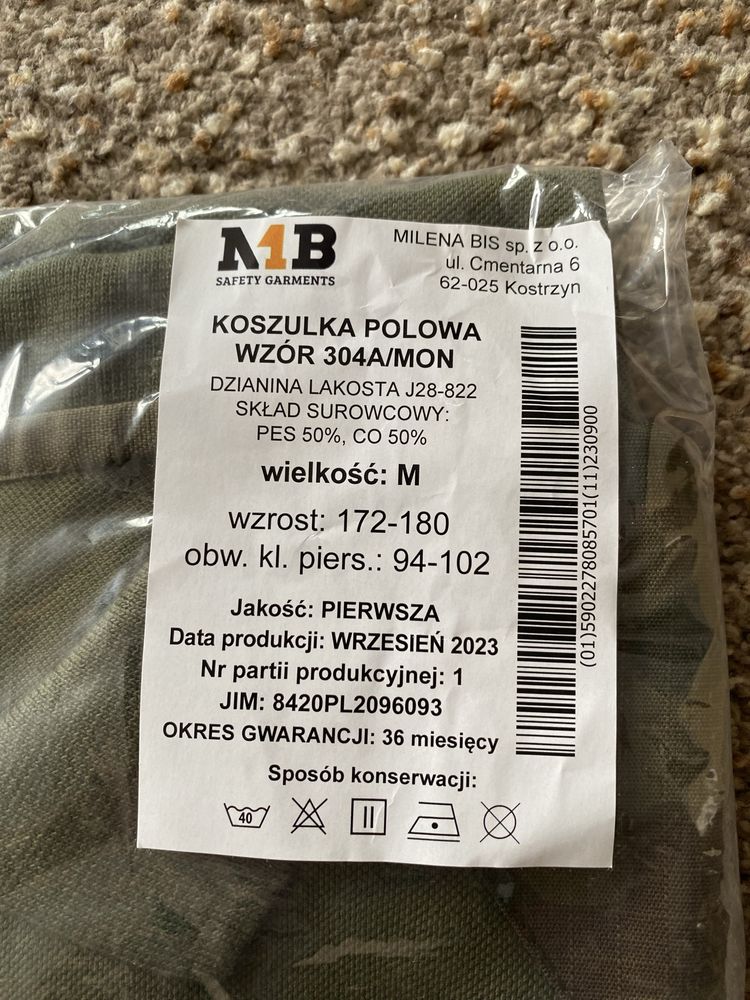 M1B
SAFETY GARMENTS
MILENA BIS sp. z o.o.
ul. Cmentarna 6
62-025 Kostrzyn
KOSZULKA POLOWA
WZÓR 304A/MON
DZIANINA LAKOSTA J28-822
SKŁAD SUROWCOWY:
PES 50%, CO 50%
wielkość: M
wzrost: 172-180
obw. kl. piers.: 94-102
Jakość: PIERWSZA
Data produkcji: WRZESIEŃ 2023
Nr partii produkcyjnej: 1
JIM: 8420PL2096093
OKRES GWARANCJI: 36 miesięcy
Sposób konserwacji:
40
(01)5902278085701(11)230900